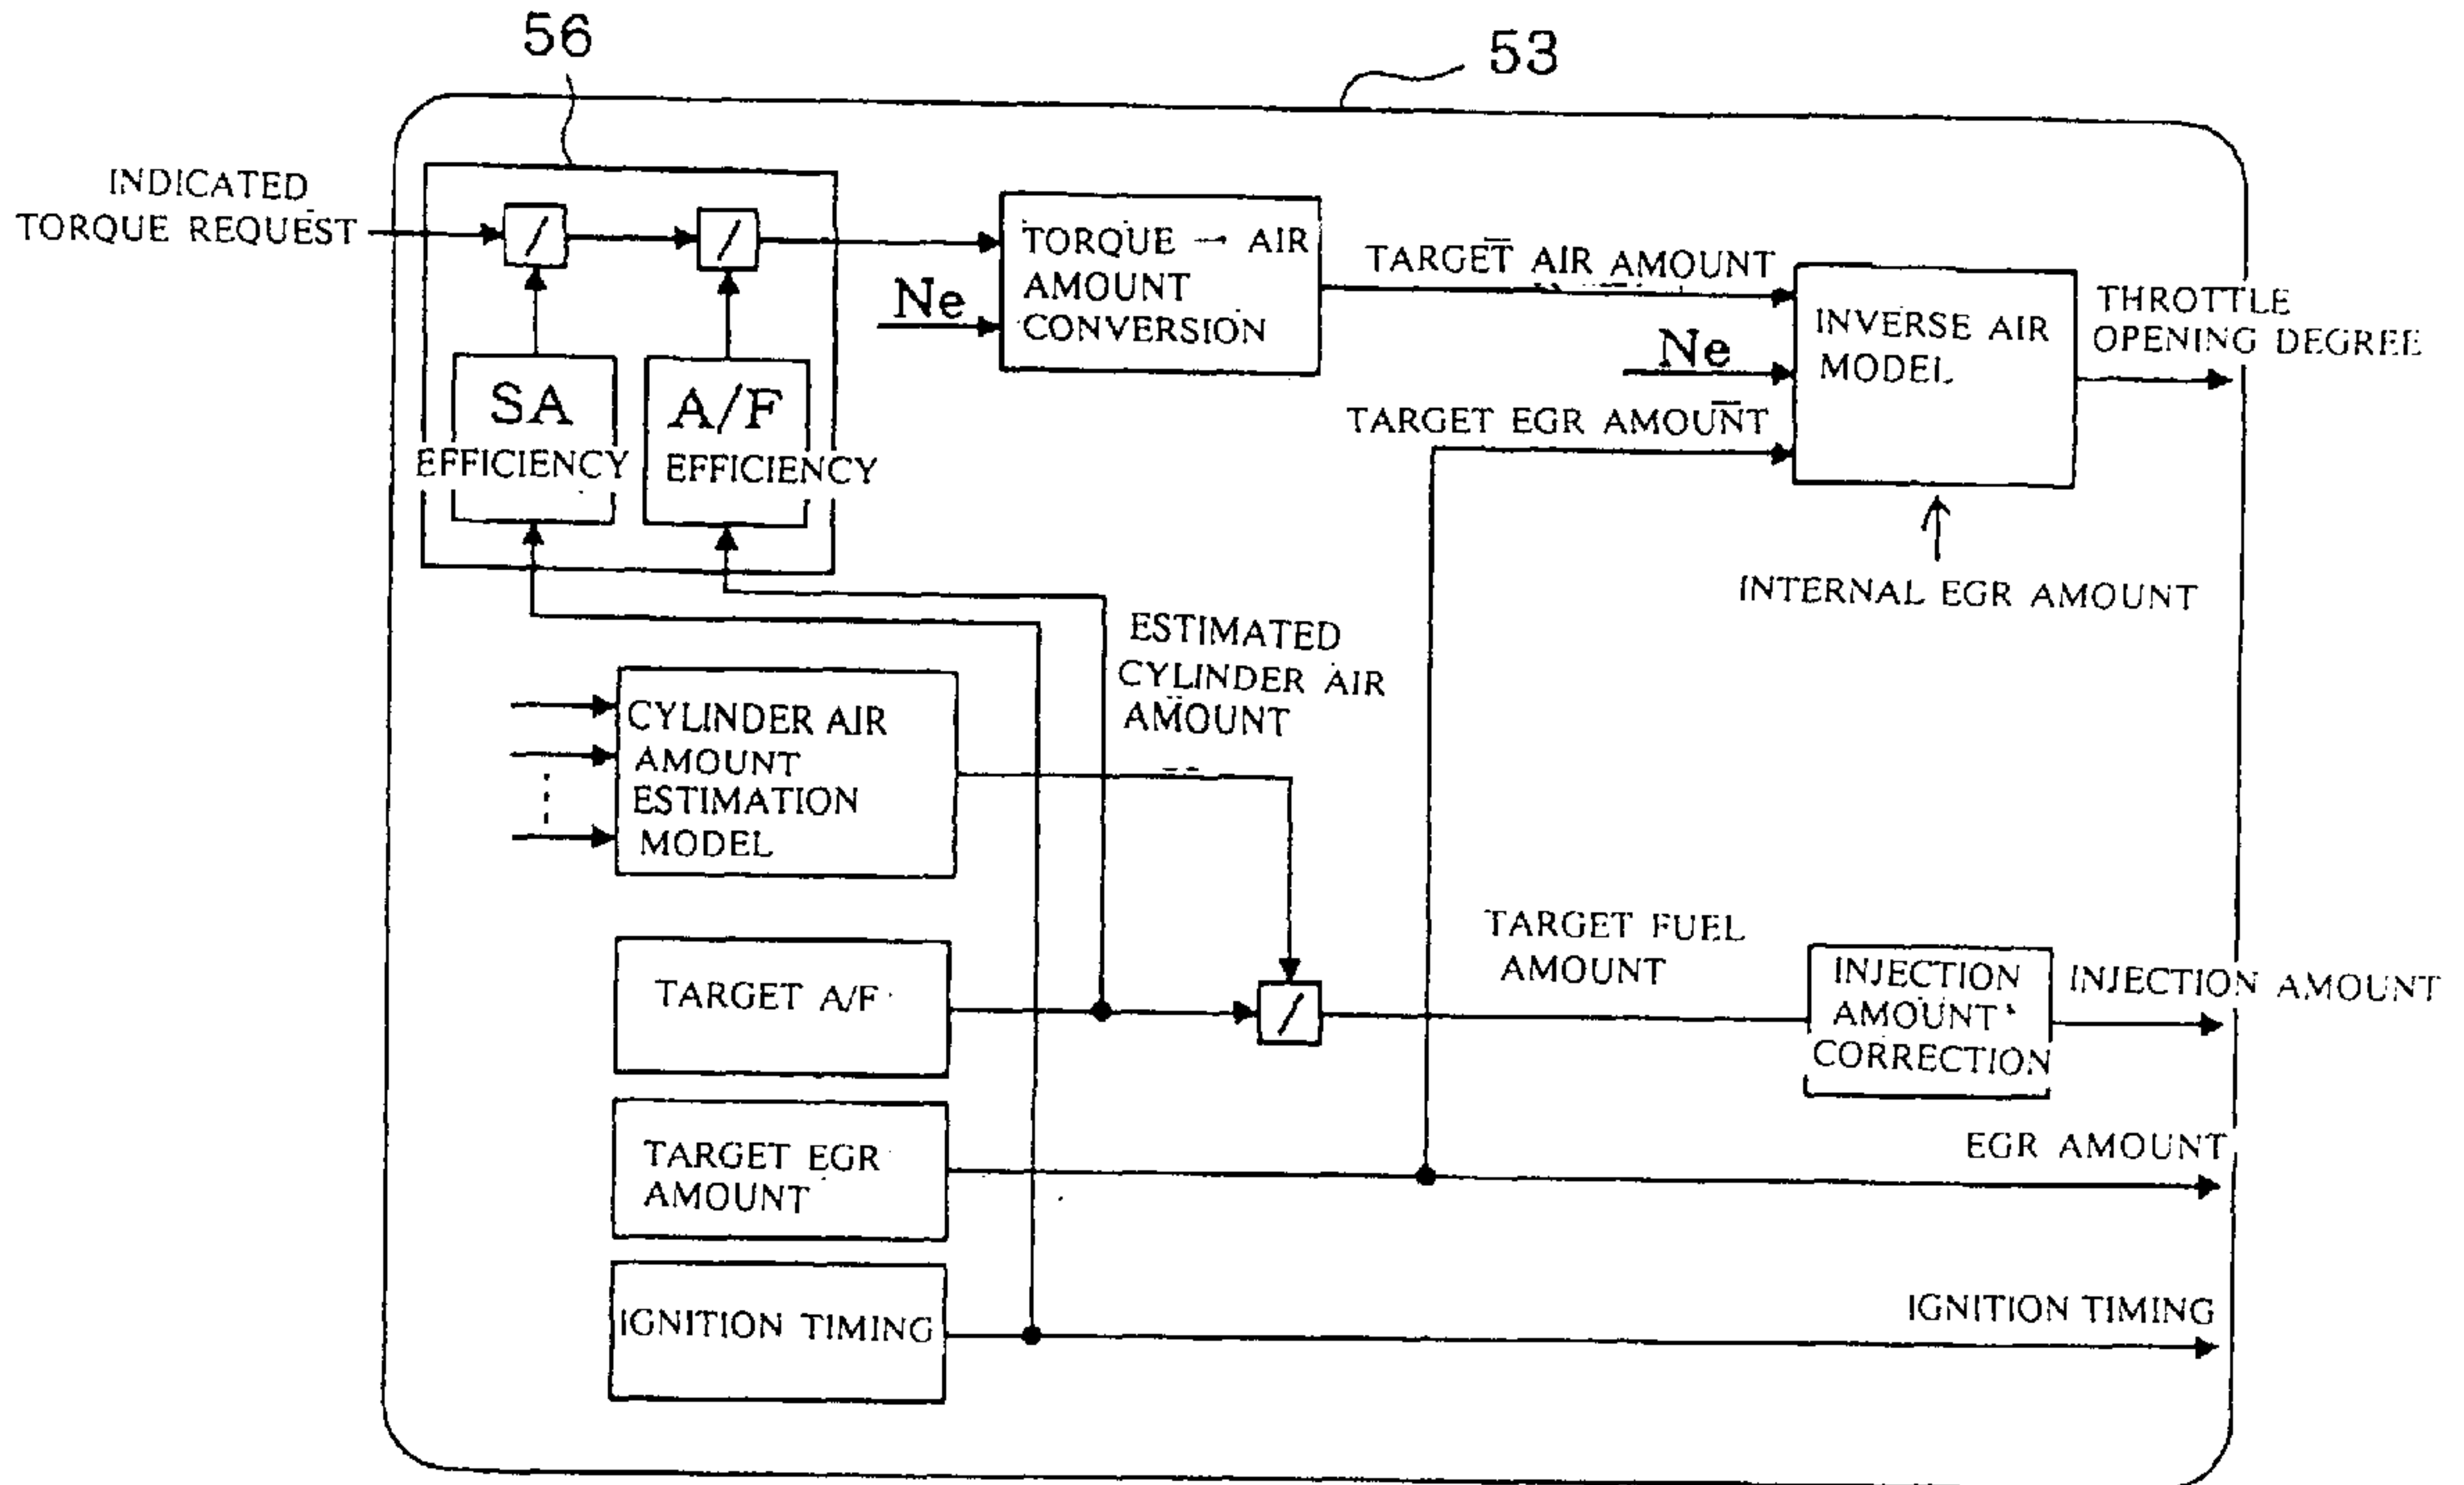 56
53
INDICATED
TORQUE REQUEST
/
/
TORQUE → AIR
AMOUNT
CONVERSION
Ne
TARGET AIR AMOUNT
INVERSE AIR
MODEL
Ne
TARGET EGR AMOUNT
THROTTLE
OPENING DEGREE
SA
EFFICIENCY
A/F
EFFICIENCY
INTERNAL EGR AMOUNT
ESTIMATED
CYLINDER AIR
AMOUNT
CYLINDER AIR
AMOUNT
ESTIMATION
MODEL
TARGET A/F
/
TARGET FUEL
AMOUNT
INJECTION
AMOUNT
CORRECTION
INJECTION AMOUNT
TARGET EGR
AMOUNT
EGR AMOUNT
IGNITION TIMING
IGNITION TIMING